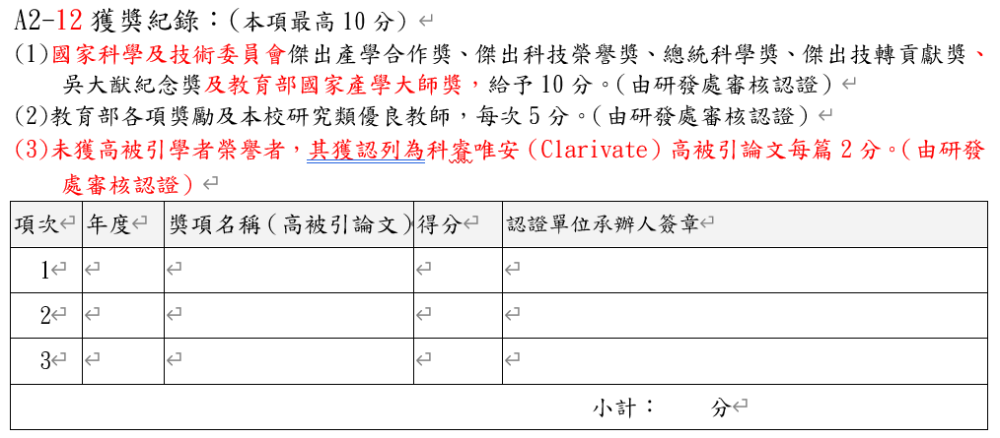 A2-12 獲獎紀錄：(本項最高 10 分)
(1)國家科學及技術委員會傑出產學合作獎、傑出科技榮譽獎、總統科學獎、傑出技轉貢獻獎、
吳大猷紀念獎及教育部國家產學大師獎，給予 10 分。(由研發處審核認證)
(2)教育部各項獎勵及本校研究類優良教師，每次 5 分。(由研發處審核認證)
(3)未獲高被引學者榮譽者，其獲認列為科睿唯安(Clarivate)高被引論文每篇 2 分。(由研發
處審核認證)
項次 年度 獎項名稱(高被引論文) 得分 認證單位承辦人簽章
1
2
3
小計： 分